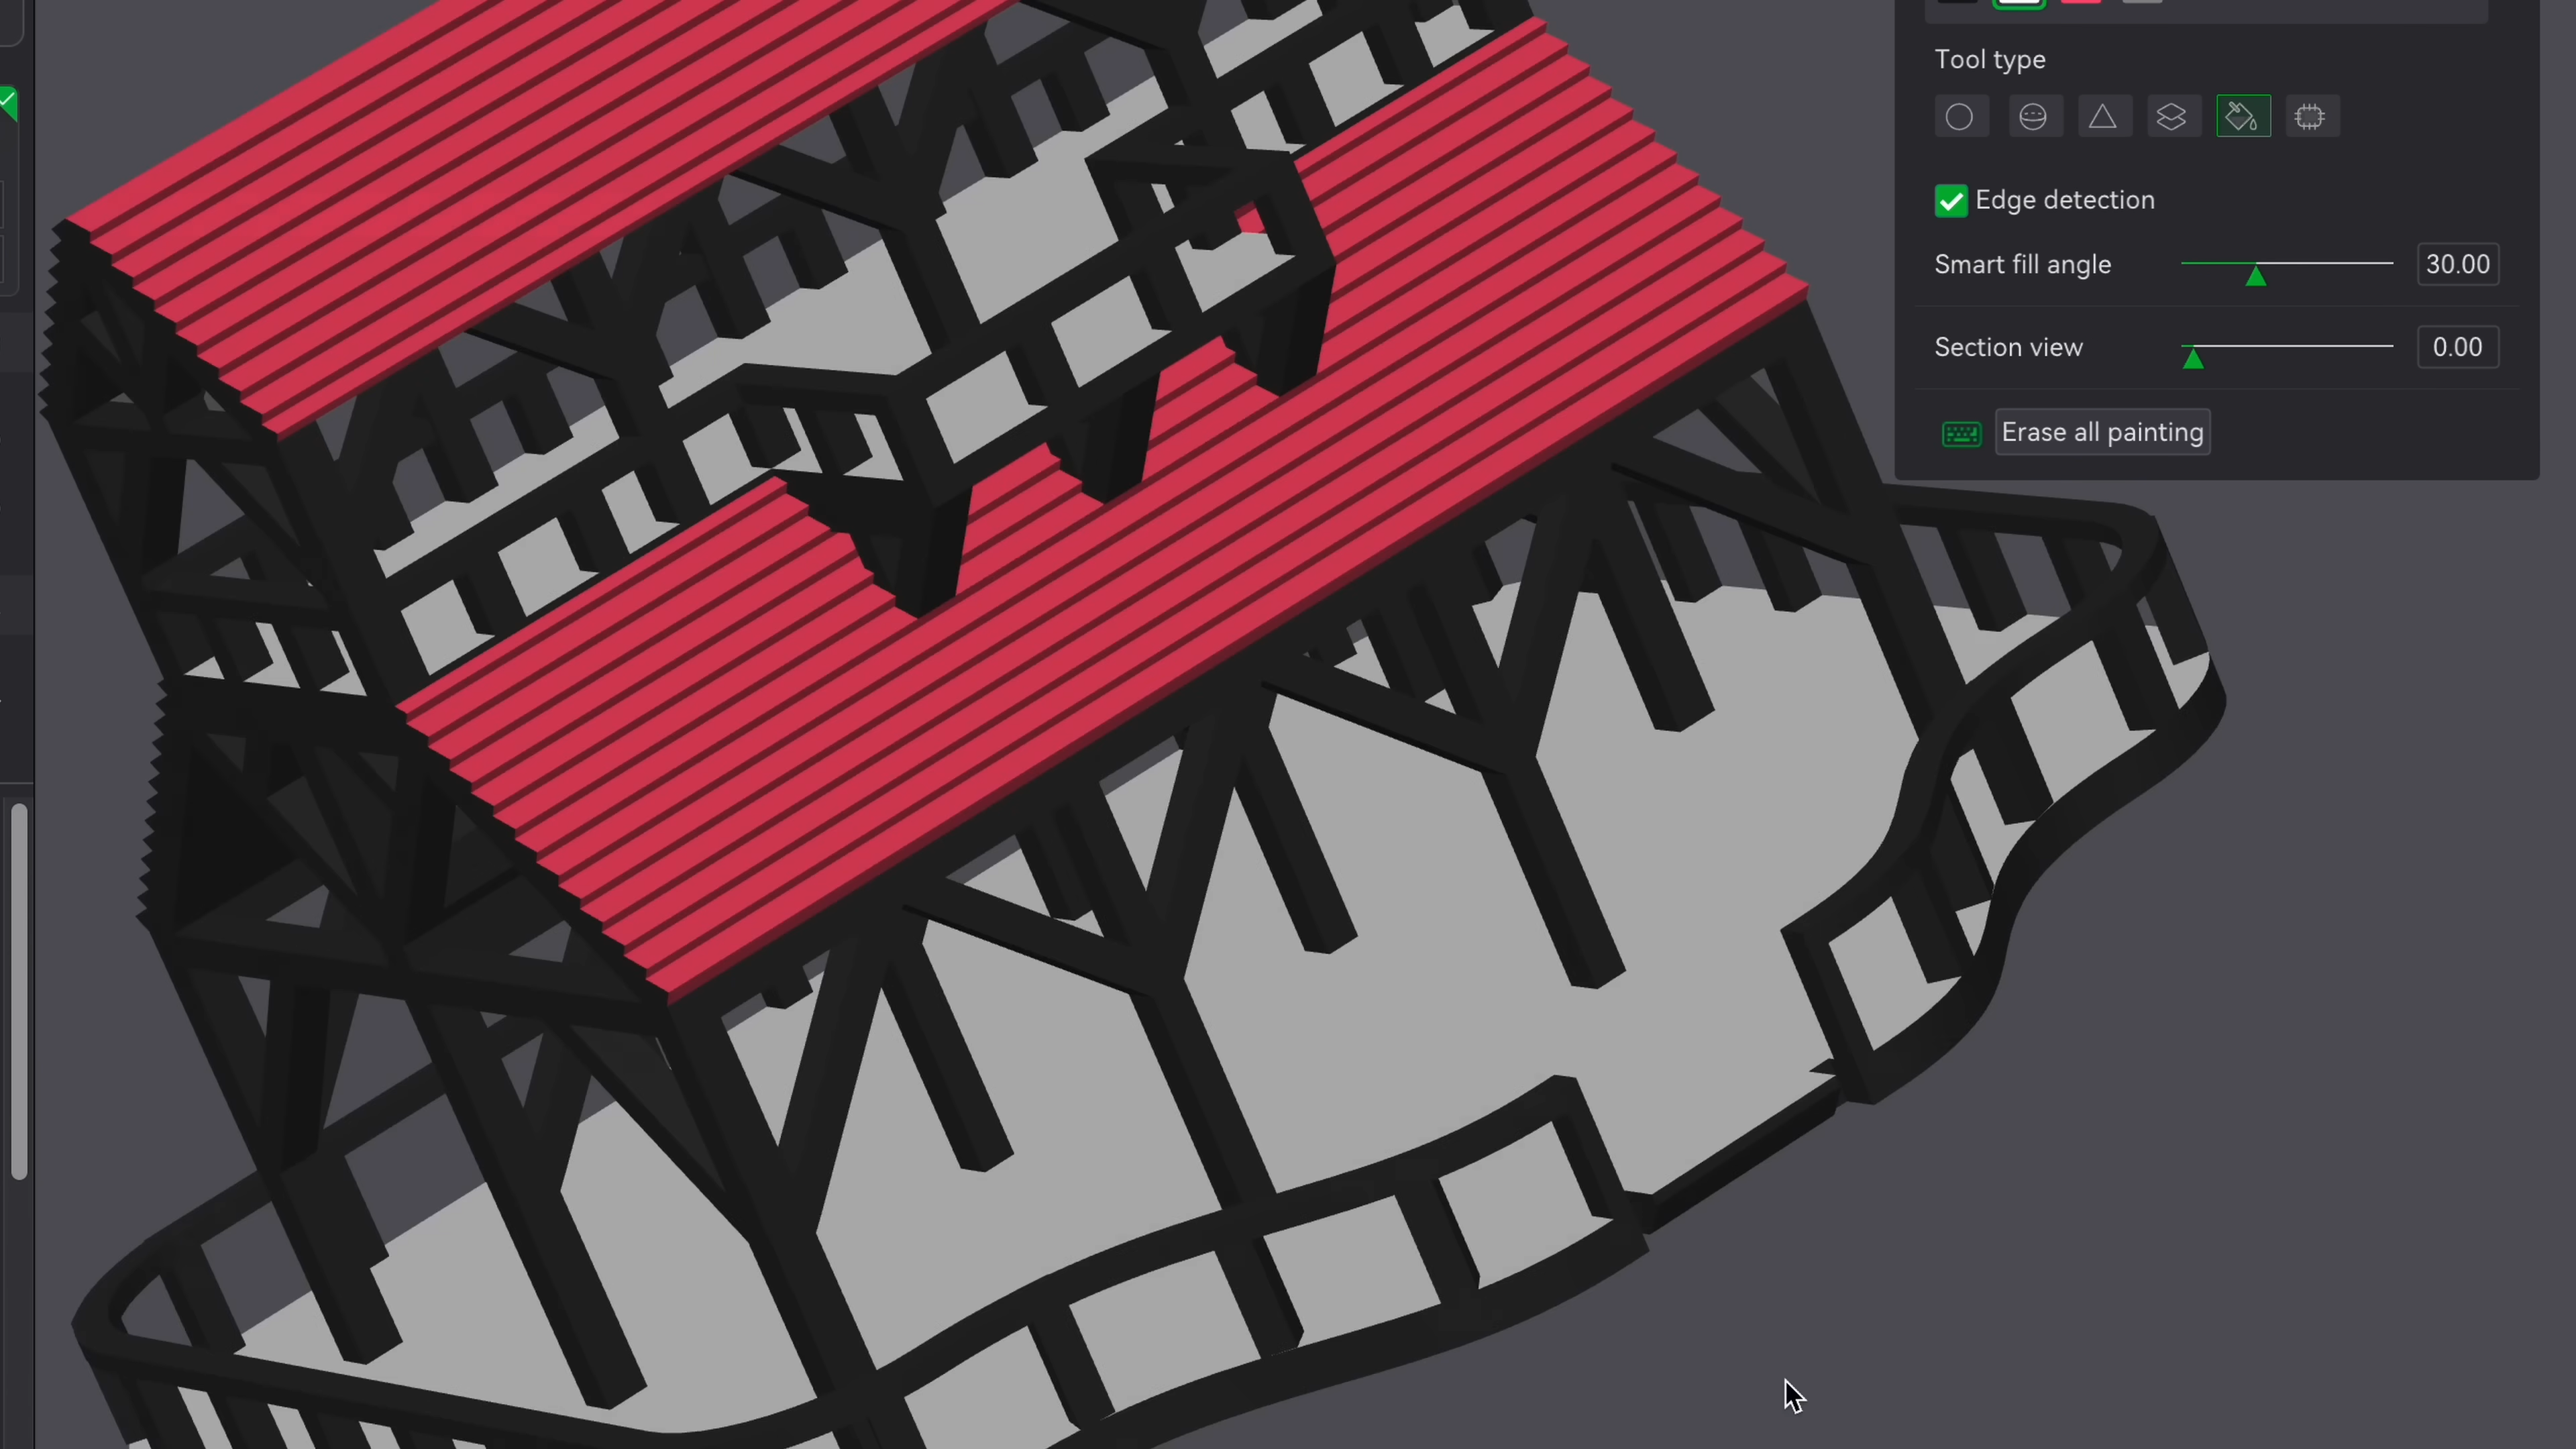 Tool type
Edge detection
Smart fill angle 30.00
Section view 0.00
Erase all painting